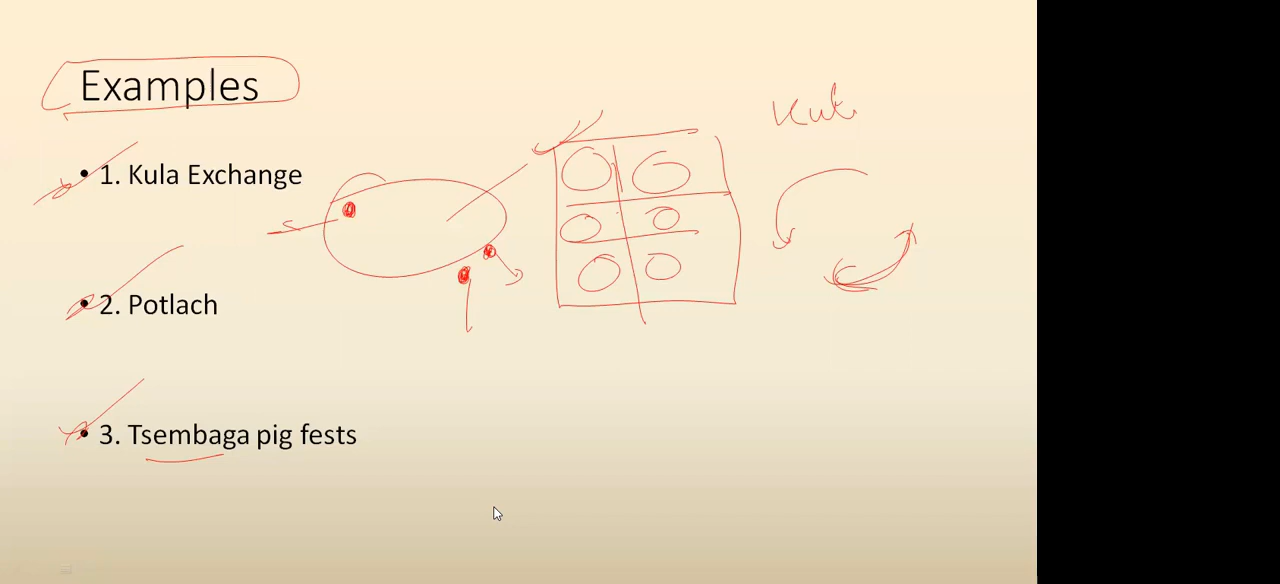 Examples
• 1. Kula Exchange
• 2. Potlach
• 3. Tsembaga pig fests